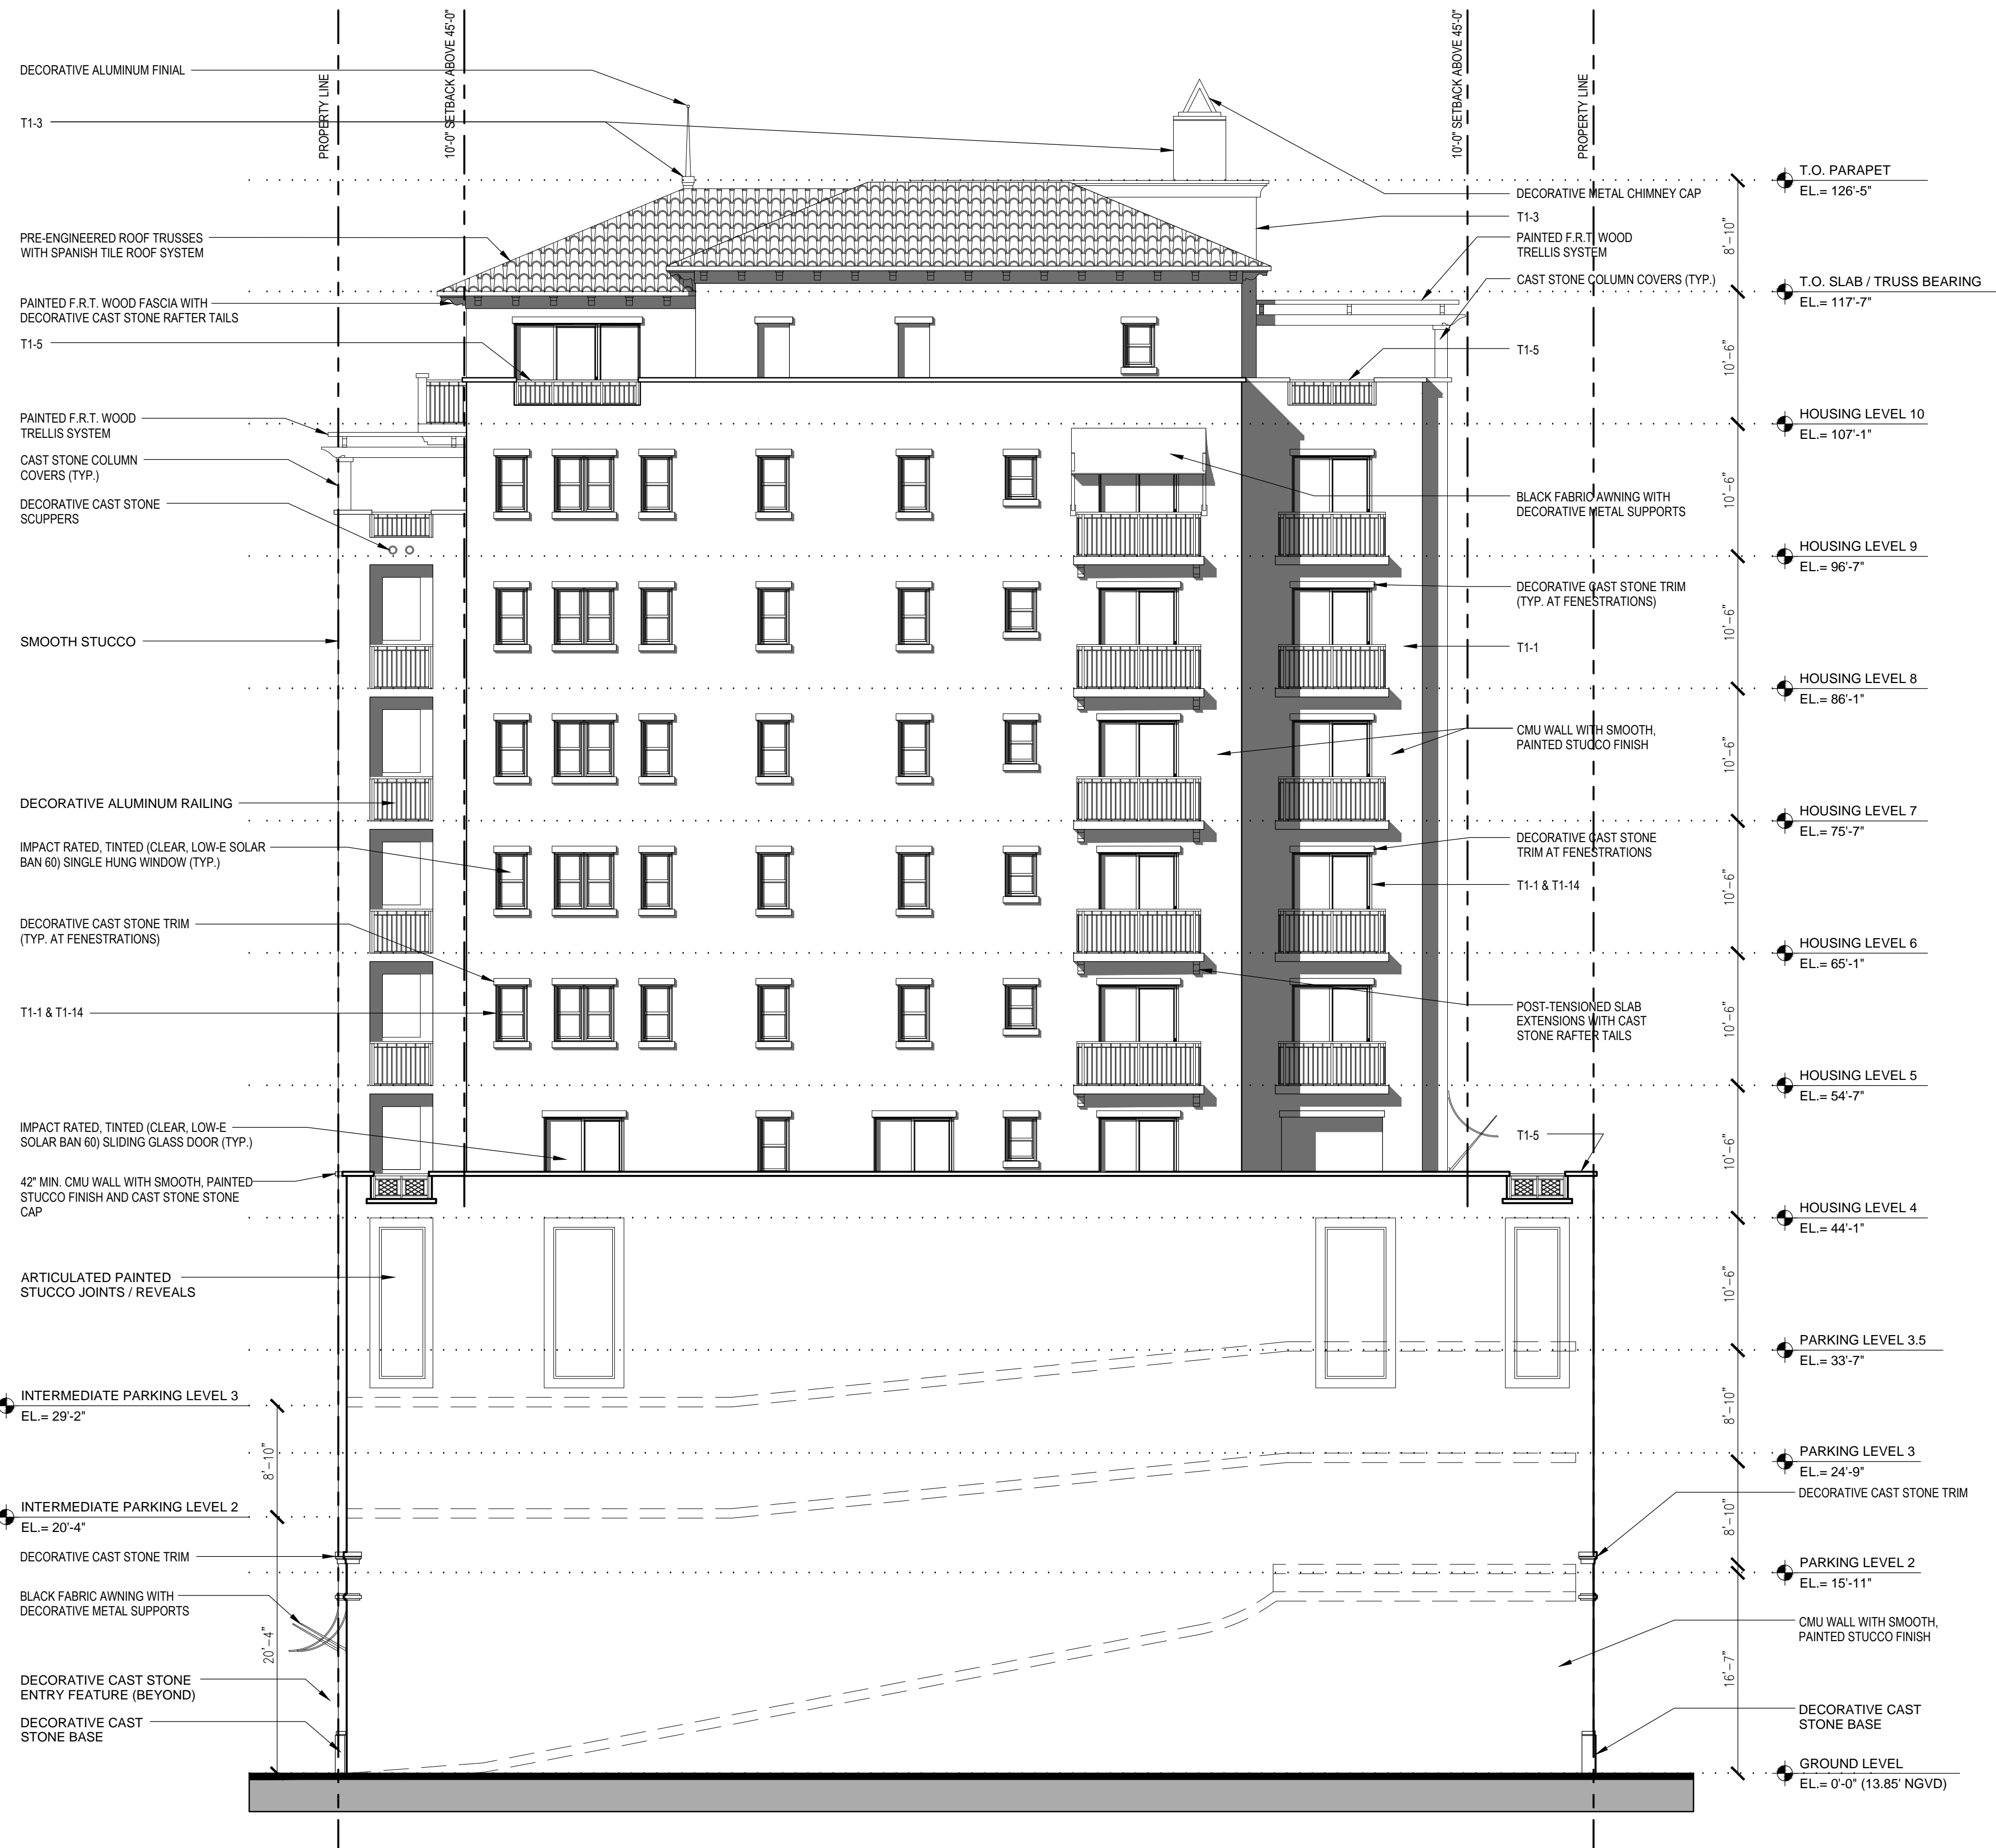 PROPERTY LINE
10'-0" SETBACK ABOVE 45'-0"
10'-0" SETBACK ABOVE 45'-0"
PROPERTY LINE
DECORATIVE ALUMINUM FINIAL
T1-3
PRE-ENGINEERED ROOF TRUSSES
WITH SPANISH TILE ROOF SYSTEM
PAINTED F.R.T. WOOD FASCIA WITH
DECORATIVE CAST STONE RAFTER TAILS
T1-5
PAINTED F.R.T. WOOD
TRELLIS SYSTEM
CAST STONE COLUMN
COVERS (TYP.)
DECORATIVE CAST STONE
SCUPPERS
SMOOTH STUCCO
DECORATIVE ALUMINUM RAILING
IMPACT RATED, TINTED (CLEAR, LOW-E SOLAR
BAN 60) SINGLE HUNG WINDOW (TYP.)
DECORATIVE CAST STONE TRIM
(TYP. AT FENESTRATIONS)
T1-1 & T1-14
IMPACT RATED, TINTED (CLEAR, LOW-E
SOLAR BAN 60) SLIDING GLASS DOOR (TYP.)
42" MIN. CMU WALL WITH SMOOTH, PAINTED
STUCCO FINISH AND CAST STONE STONE
CAP
ARTICULATED PAINTED
STUCCO JOINTS / REVEALS
INTERMEDIATE PARKING LEVEL 3
EL.= 29'-2"
8'-10"
INTERMEDIATE PARKING LEVEL 2
EL.= 20'-4"
DECORATIVE CAST STONE TRIM
BLACK FABRIC AWNING WITH
DECORATIVE METAL SUPPORTS
20'-4"
DECORATIVE CAST STONE
ENTRY FEATURE (BEYOND)
DECORATIVE CAST
STONE BASE
DECORATIVE METAL CHIMNEY CAP
T1-3
PAINTED F.R.T. WOOD
TRELLIS SYSTEM
CAST STONE COLUMN COVERS (TYP.)
T1-5
BLACK FABRIC AWNING WITH
DECORATIVE METAL SUPPORTS
DECORATIVE CAST STONE TRIM
(TYP. AT FENESTRATIONS)
T1-1
CMU WALL WITH SMOOTH,
PAINTED STUCCO FINISH
DECORATIVE CAST STONE
TRIM AT FENESTRATIONS
T1-1 & T1-14
POST-TENSIONED SLAB
EXTENSIONS WITH CAST
STONE RAFTER TAILS
T1-5
T.O. PARAPET
EL.= 126'-5"
8'-10"
T.O. SLAB / TRUSS BEARING
EL.= 117'-7"
10'-6"
HOUSING LEVEL 10
EL.= 107'-1"
10'-6"
HOUSING LEVEL 9
EL.= 96'-7"
10'-6"
HOUSING LEVEL 8
EL.= 86'-1"
10'-6"
HOUSING LEVEL 7
EL.= 75'-7"
10'-6"
HOUSING LEVEL 6
EL.= 65'-1"
10'-6"
HOUSING LEVEL 5
EL.= 54'-7"
10'-6"
HOUSING LEVEL 4
EL.= 44'-1"
10'-6"
PARKING LEVEL 3.5
EL.= 33'-7"
8'-10"
PARKING LEVEL 3
EL.= 24'-9"
DECORATIVE CAST STONE TRIM
8'-10"
PARKING LEVEL 2
EL.= 15'-11"
CMU WALL WITH SMOOTH,
PAINTED STUCCO FINISH
16'-7"
DECORATIVE CAST
STONE BASE
GROUND LEVEL
EL.= 0'-0" (13.85' NGVD)